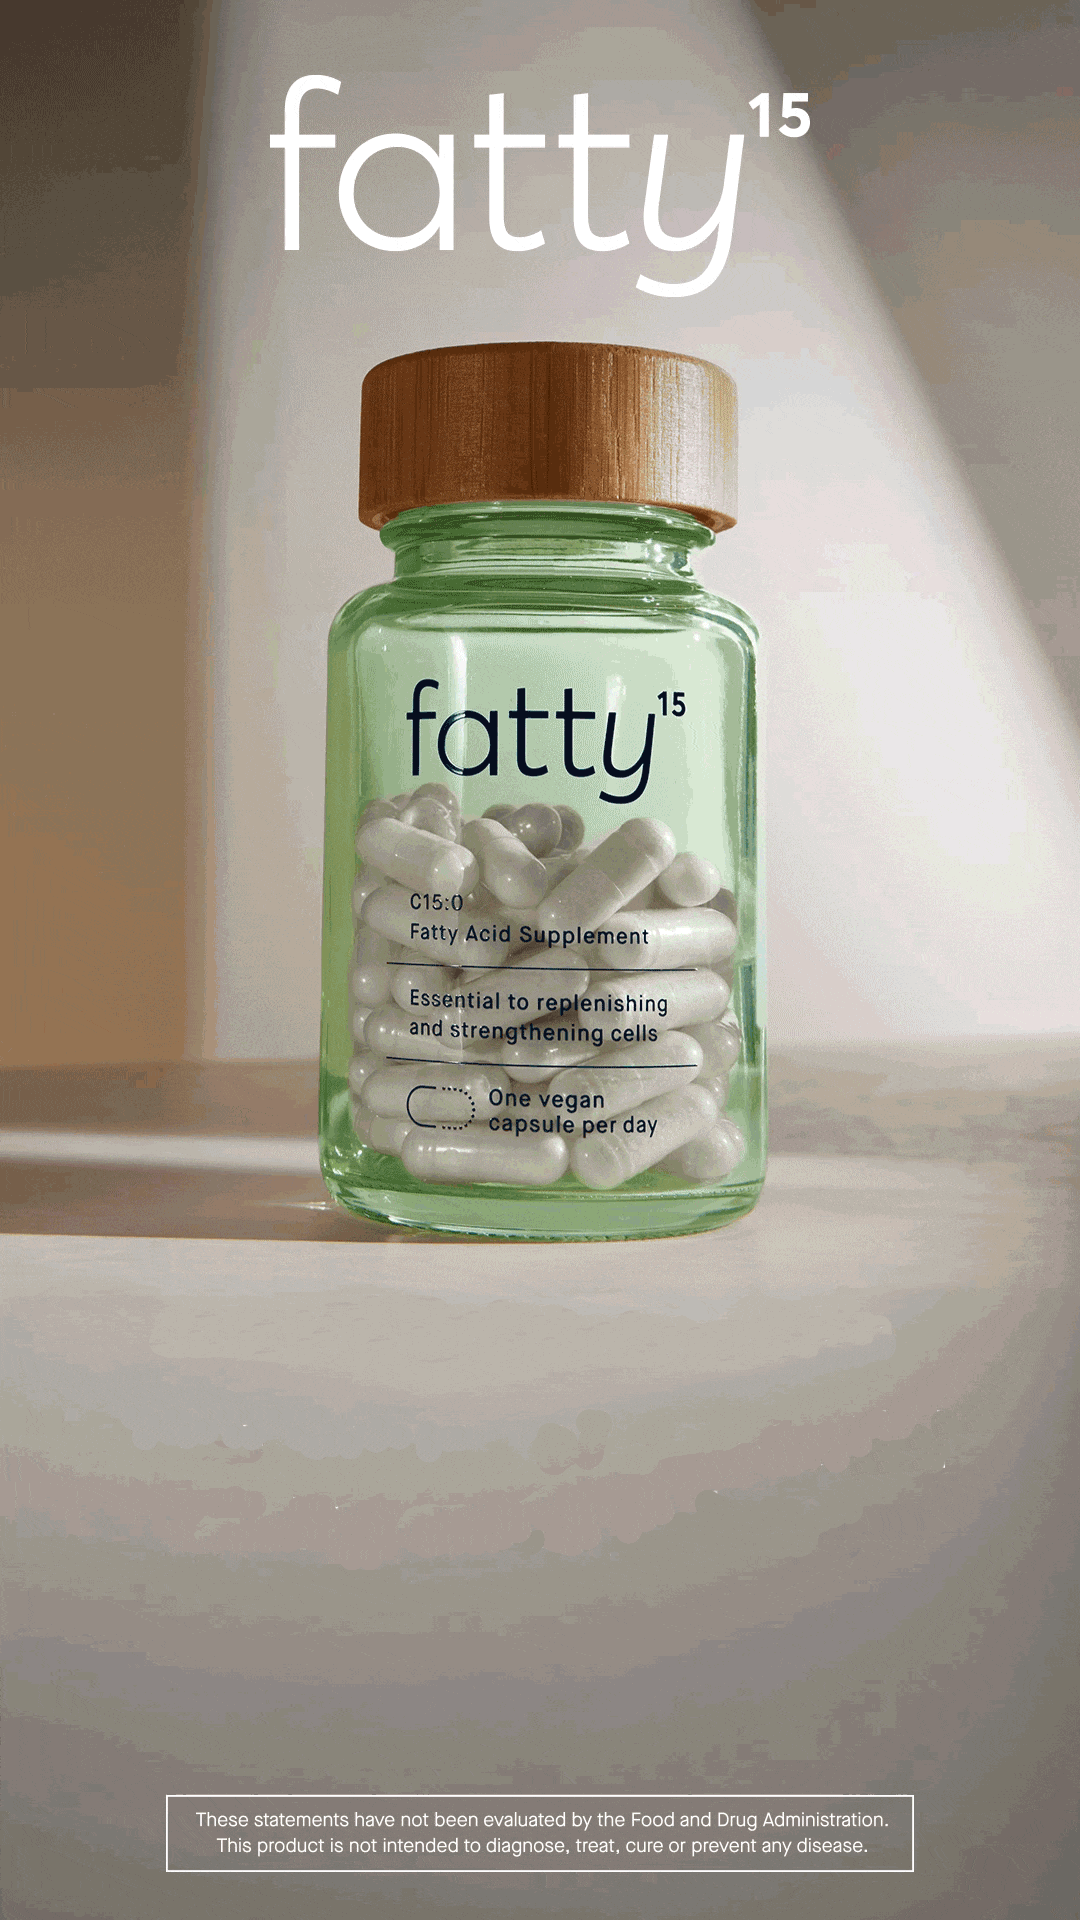 fatty15
fatty15
C15:0
Fatty Acid Supplement
Essential to replenishing
and strengthening cells
One vegan
capsule per day
These statements have not been evaluated by the Food and Drug Administration.
This product is not intended to diagnose, treat, cure or prevent any disease.